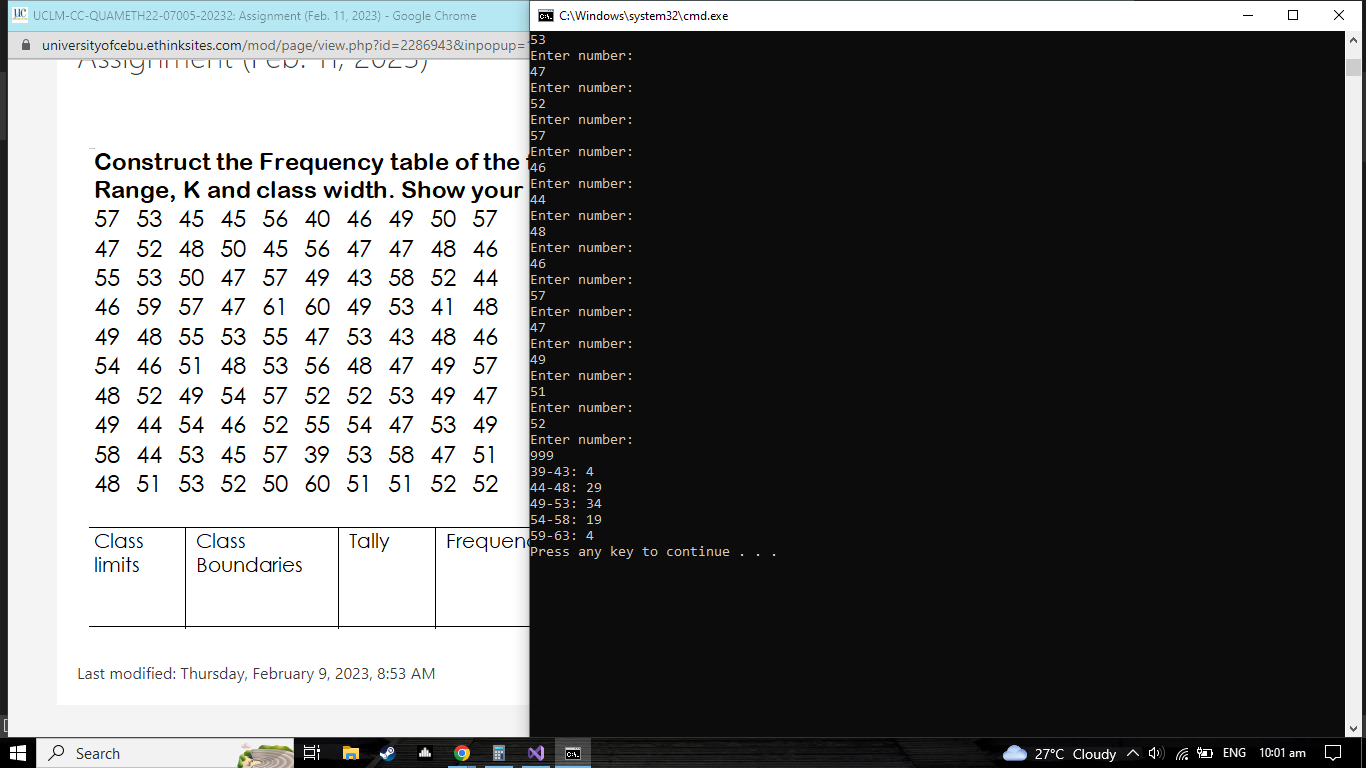 UCLM-CC-QUAMETH22-07005-20232: Assignment (Feb. 11, 2023) - Google Chrome
universityofcebu.ethinksites.com/mod/page/view.php?id=2286943&inpopup=
Assignment (Feb. 11, 2023)
Construct the Frequency table of the
Range, K and class width. Show your
57 53 45 45 56 40 46 49 50 57
47 52 48 50 45 56 47 47 48 46
55 53 50 47 57 49 43 58 52 44
46 59 57 47 61 60 49 53 41 48
49 48 55 53 55 47 53 43 48 46
54 46 51 48 53 56 48 47 49 57
48 52 49 54 57 52 52 53 49 47
49 44 54 46 52 55 54 47 53 49
58 44 53 45 57 39 53 58 47 51
48 51 53 52 50 60 51 51 52 52
Class limits
Class Boundaries
Tally
Frequenc
Last modified: Thursday, February 9, 2023, 8:53 AM
C:\Windows\system32\cmd.exe
53
Enter number:
47
Enter number:
52
Enter number:
57
Enter number:
46
Enter number:
44
Enter number:
48
Enter number:
46
Enter number:
57
Enter number:
47
Enter number:
49
Enter number:
51
Enter number:
52
Enter number:
999
39-43: 4
44-48: 29
49-53: 34
54-58: 19
59-63: 4
Press any key to continue . . .
Search
27°C Cloudy
ENG
10:01 am